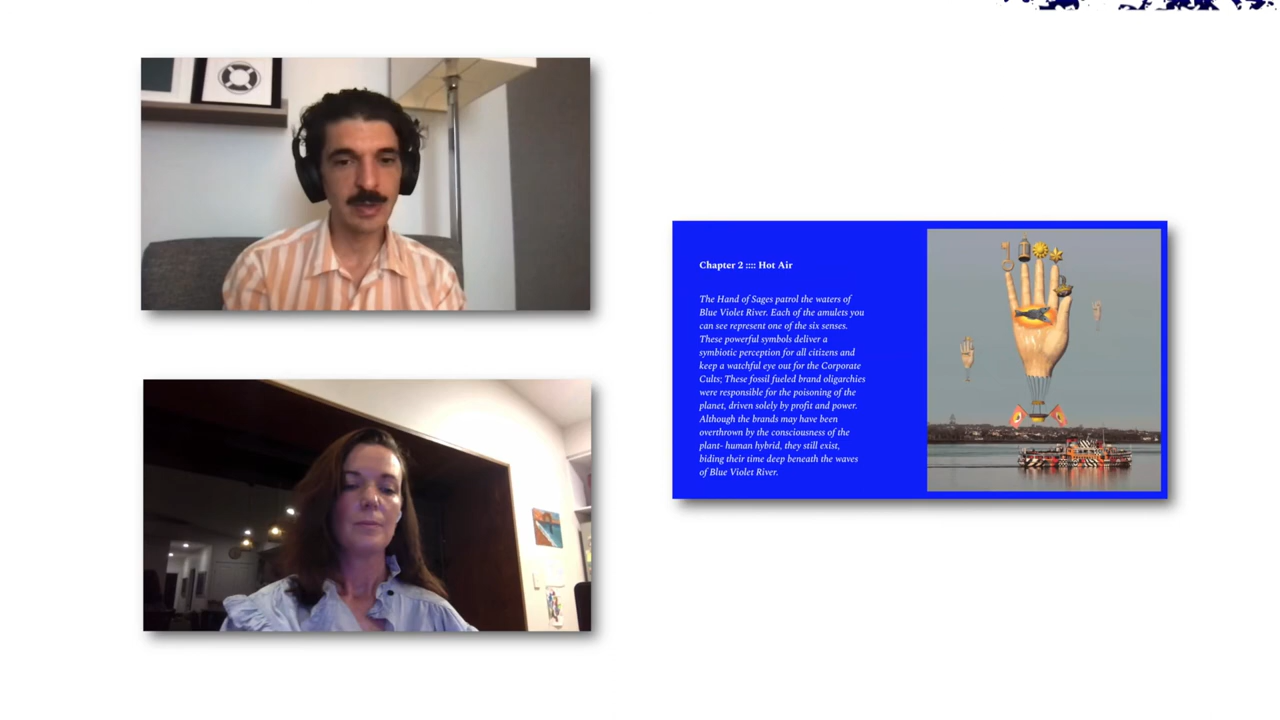 Chapter 2 :::: Hot Air
The Hand of Sages patrol the waters of
Blue Violet River. Each of the amulets you
can see represent one of the six senses.
These powerful symbols deliver a
symbiotic perception for all citizens and
keep a watchful eye out for the Corporate
Cults; These fossil fueled brand oligarchies
were responsible for the poisoning of the
planet, driven solely by profit and power.
Although the brands may have been
overthrown by the consciousness of the
plant- human hybrid, they still exist,
biding their time deep beneath the waves
of Blue Violet River.